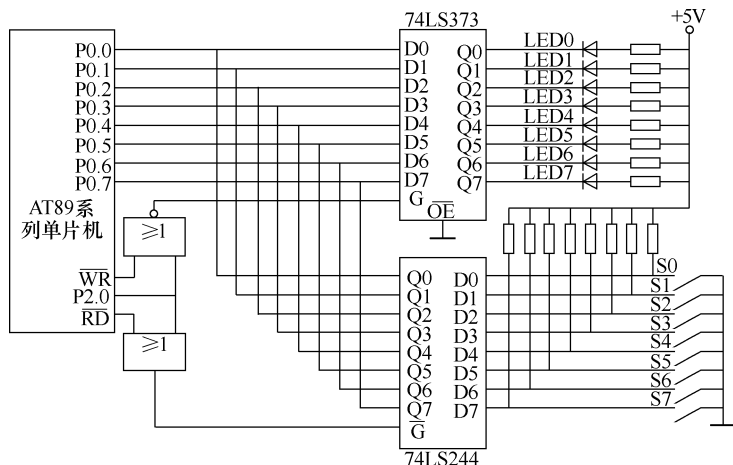 74LS373
+5V
P0.0
P0.1
P0.2
P0.3
P0.4
P0.5
P0.6
P0.7
AT89系
列单片机
W̅R̅
P2.0
R̅D̅
≥1
≥1
D0
D1
D2
D3
D4
D5
D6
D7
G
Q0
Q1
Q2
Q3
Q4
Q5
Q6
Q7
O̅E̅
LED0
LED1
LED2
LED3
LED4
LED5
LED6
LED7
Q0
Q1
Q2
Q3
Q4
Q5
Q6
Q7
G̅
D0
D1
D2
D3
D4
D5
D6
D7
S0
S1
S2
S3
S4
S5
S6
S7
74LS244